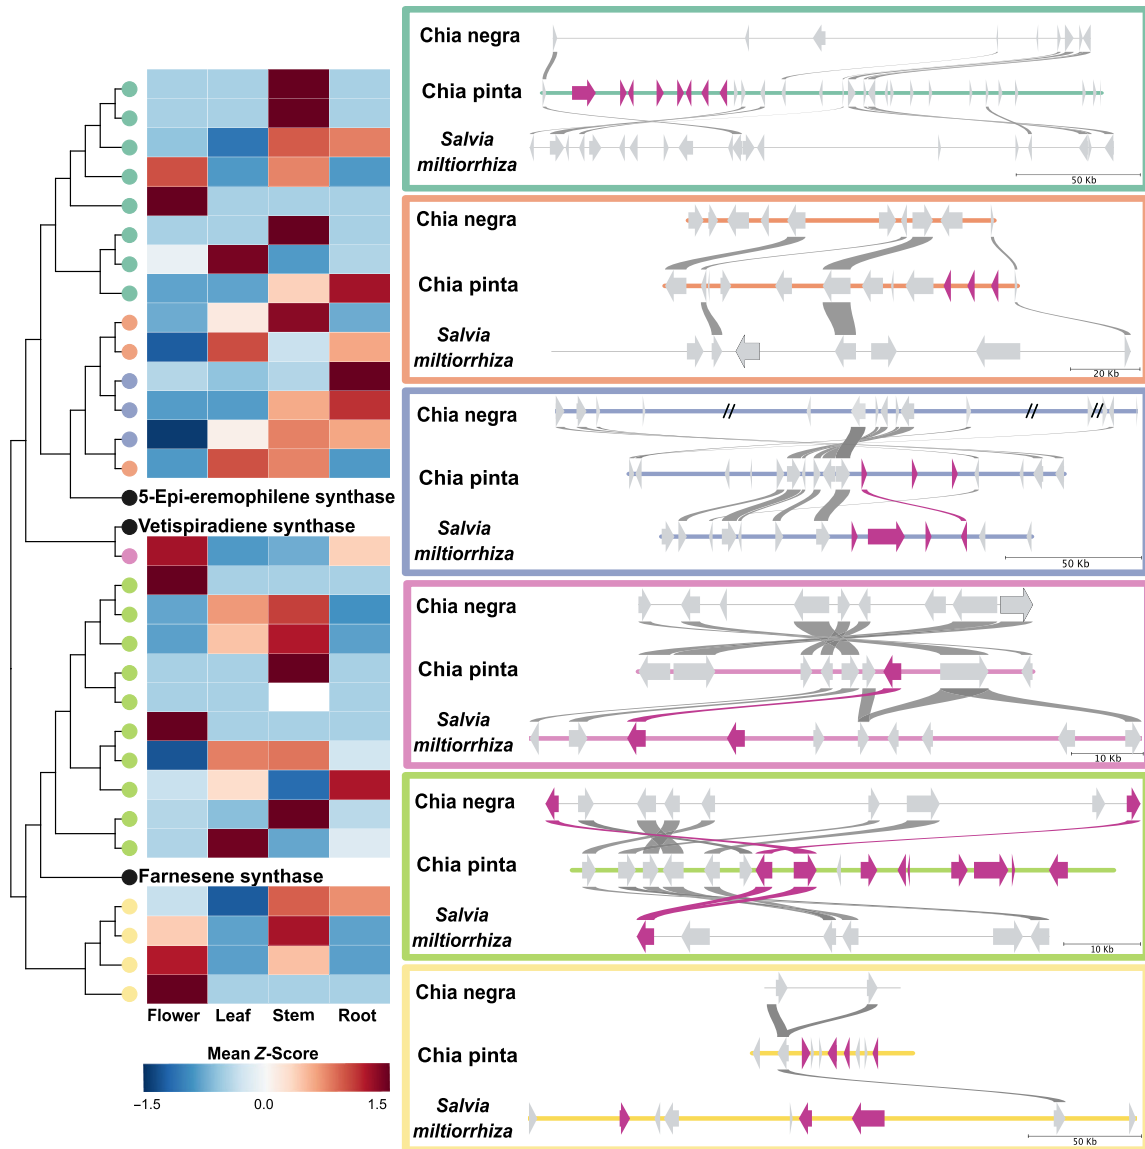 Chia negra
Chia pinta
Salvia
miltiorrhiza
50 Kb
Chia negra
Chia pinta
Salvia
miltiorrhiza
20 Kb
Chia negra
//
//
//
Chia pinta
Salvia
miltiorrhiza
50 Kb
5-Epi-eremophilene synthase
Vetispiradiene synthase
Chia negra
Chia pinta
Salvia
miltiorrhiza
10 Kb
Chia negra
Chia pinta
Salvia
miltiorrhiza
10 Kb
Farnesene synthase
Chia negra
Chia pinta
Salvia
miltiorrhiza
50 Kb
Flower Leaf Stem Root
Mean Z-Score
−1.5 0.0 1.5